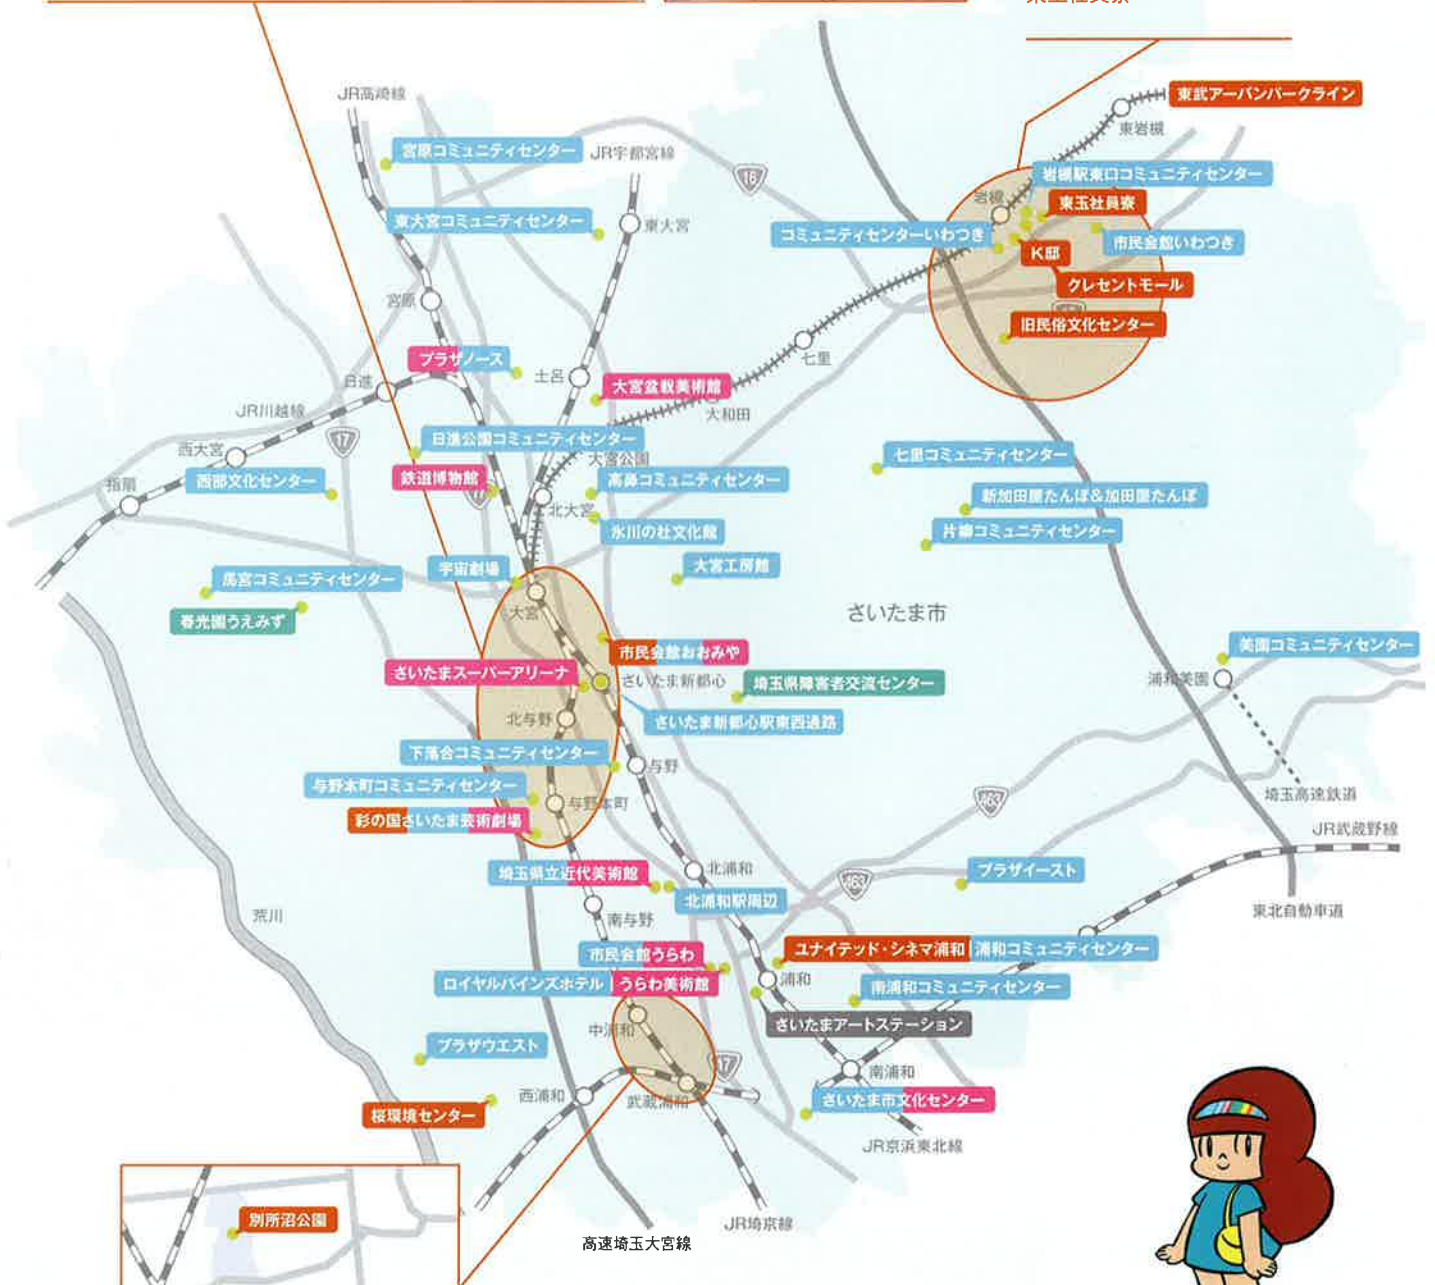 JR高崎線
東武アーバンパークライン
東岩槻
宮原コミュニティセンター
JR宇都宮線
16
岩槻駅東口コミュニティセンター
岩槻
東玉社員寮
東大宮コミュニティセンター
東大宮
コミュニティセンターいわつき
市民会館いわつき
K邸
クレセントモール
宮原
旧民俗文化センター
プラザノース
七里
日進
土呂
大宮盆栽美術館
大和田
JR川越線
17
日進公園コミュニティセンター
西大宮
大宮公園
七里コミュニティセンター
指扇
西部文化センター
鉄道博物館
高鼻コミュニティセンター
新加田屋たんぼ&加田屋たんぼ
北大宮
氷川の杜文化館
片柳コミュニティセンター
宇宙劇場
大宮工房館
馬宮コミュニティセンター
大宮
さいたま市
春光園うえみず
市民会館おおみや
美園コミュニティセンター
さいたまスーパーアリーナ
さいたま新都心
埼玉県障害者交流センター
浦和美園
北与野
さいたま新都心駅東西通路
下落合コミュニティセンター
与野
与野本町コミュニティセンター
与野本町
463
埼玉高速鉄道
彩の国さいたま芸術劇場
JR武蔵野線
埼玉県立近代美術館
北浦和
463
プラザイースト
北浦和駅周辺
荒川
南与野
東北自動車道
市民会館うらわ
ユナイテッド・シネマ浦和
浦和コミュニティセンター
ロイヤルパインズホテル
うらわ美術館
浦和
南浦和コミュニティセンター
中浦和
さいたまアートステーション
プラザウエスト
17
南浦和
西浦和
武蔵浦和
さいたま市文化センター
桜環境センター
JR京浜東北線
別所沼公園
JR埼京線
高速埼玉大宮線